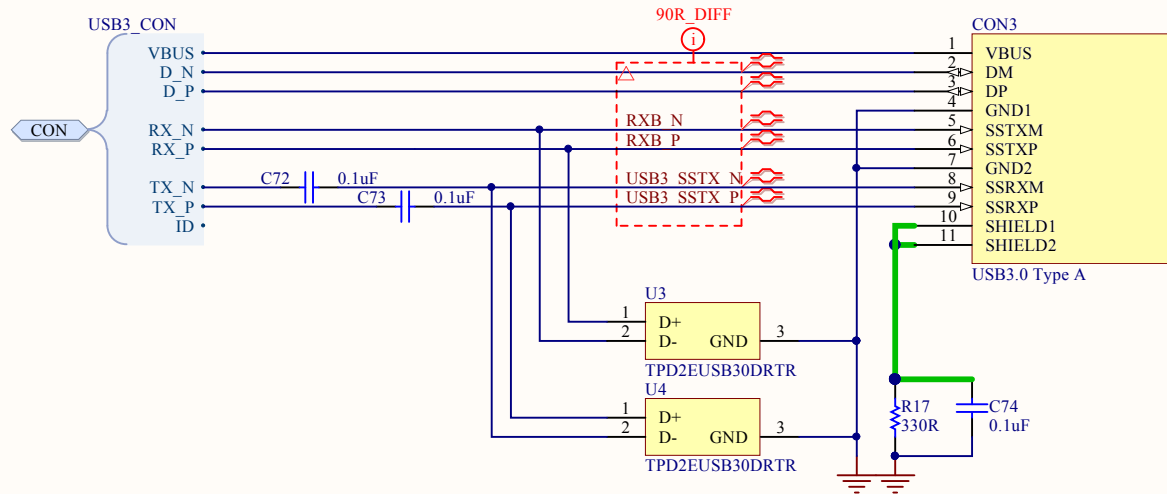 90R_DIFF
i
USB3_CON
CON3
VBUS
1
VBUS
D_N
2
DM
D_P
3
DP
4
GND1
CON
RX_N
RXB_N
5
SSTXM
RX_P
RXB_P
6
SSTXP
7
GND2
C72
0.1uF
TX_N
USB3_SSTX_N
8
SSRXM
C73
0.1uF
TX_P
USB3_SSTX_P
9
SSRXP
ID
10
SHIELD1
11
SHIELD2
USB3.0 Type A
U3
1
D+
2
D-
GND
3
TPD2EUSB30DRTR
U4
1
D+
2
D-
GND
3
TPD2EUSB30DRTR
R17
330R
C74
0.1uF